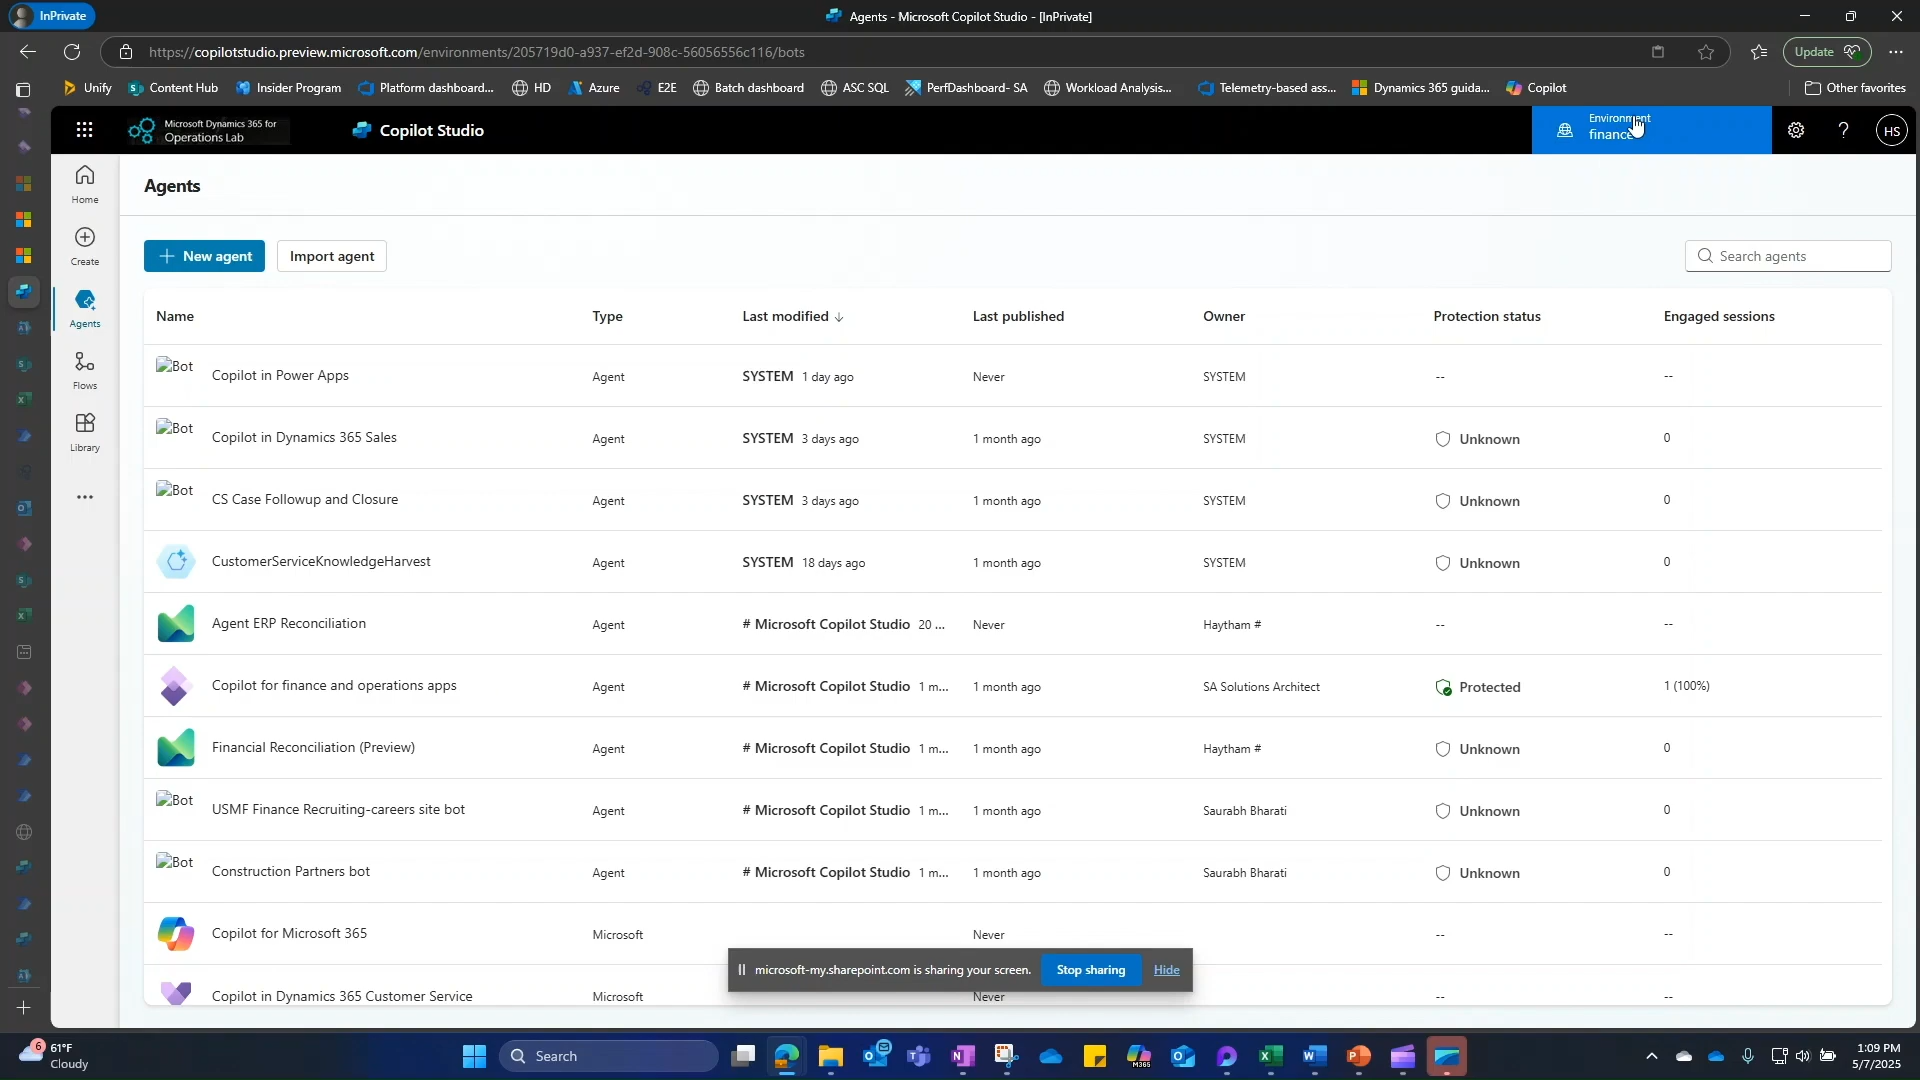 InPrivate
Agents - Microsoft Copilot Studio - [InPrivate]
https://copilotstudio.preview.microsoft.com/environments/205719d0-a937-ef2d-908c-56056556c116/bots
Update
Unify
Content Hub
Insider Program
Platform dashboard...
HD
Azure
E2E
Batch dashboard
ASC SQL
PerfDashboard- SA
Workload Analysis...
Telemetry-based ass...
Dynamics 365 guida...
Copilot
Other favorites
Microsoft Dynamics 365 for
Operations Lab
Copilot Studio
Environment
finance
?
HS
Home
Create
Agents
Flows
Library
Agents
New agent
Import agent
Search agents
Name Type Last modified ↓ Last published Owner Protection status Engaged sessions
Bot Copilot in Power Apps Agent SYSTEM 1 day ago Never SYSTEM -- --
Bot Copilot in Dynamics 365 Sales Agent SYSTEM 3 days ago 1 month ago SYSTEM Unknown 0
Bot CS Case Followup and Closure Agent SYSTEM 3 days ago 1 month ago SYSTEM Unknown 0
CustomerServiceKnowledgeHarvest Agent SYSTEM 18 days ago 1 month ago SYSTEM Unknown 0
Agent ERP Reconciliation Agent # Microsoft Copilot Studio 20 ... Never Haytham # -- --
Copilot for finance and operations apps Agent # Microsoft Copilot Studio 1 m... 1 month ago SA Solutions Architect Protected 1 (100%)
Financial Reconciliation (Preview) Agent # Microsoft Copilot Studio 1 m... 1 month ago Haytham # Unknown 0
Bot USMF Finance Recruiting-careers site bot Agent # Microsoft Copilot Studio 1 m... 1 month ago Saurabh Bharati Unknown 0
Bot Construction Partners bot Agent # Microsoft Copilot Studio 1 m... 1 month ago Saurabh Bharati Unknown 0
Copilot for Microsoft 365 Microsoft Never -- --
microsoft-my.sharepoint.com is sharing your screen. Stop sharing Hide
Copilot in Dynamics 365 Customer Service Microsoft Never -- --
6
61°F
Cloudy
Search
M365
1:09 PM
5/7/2025